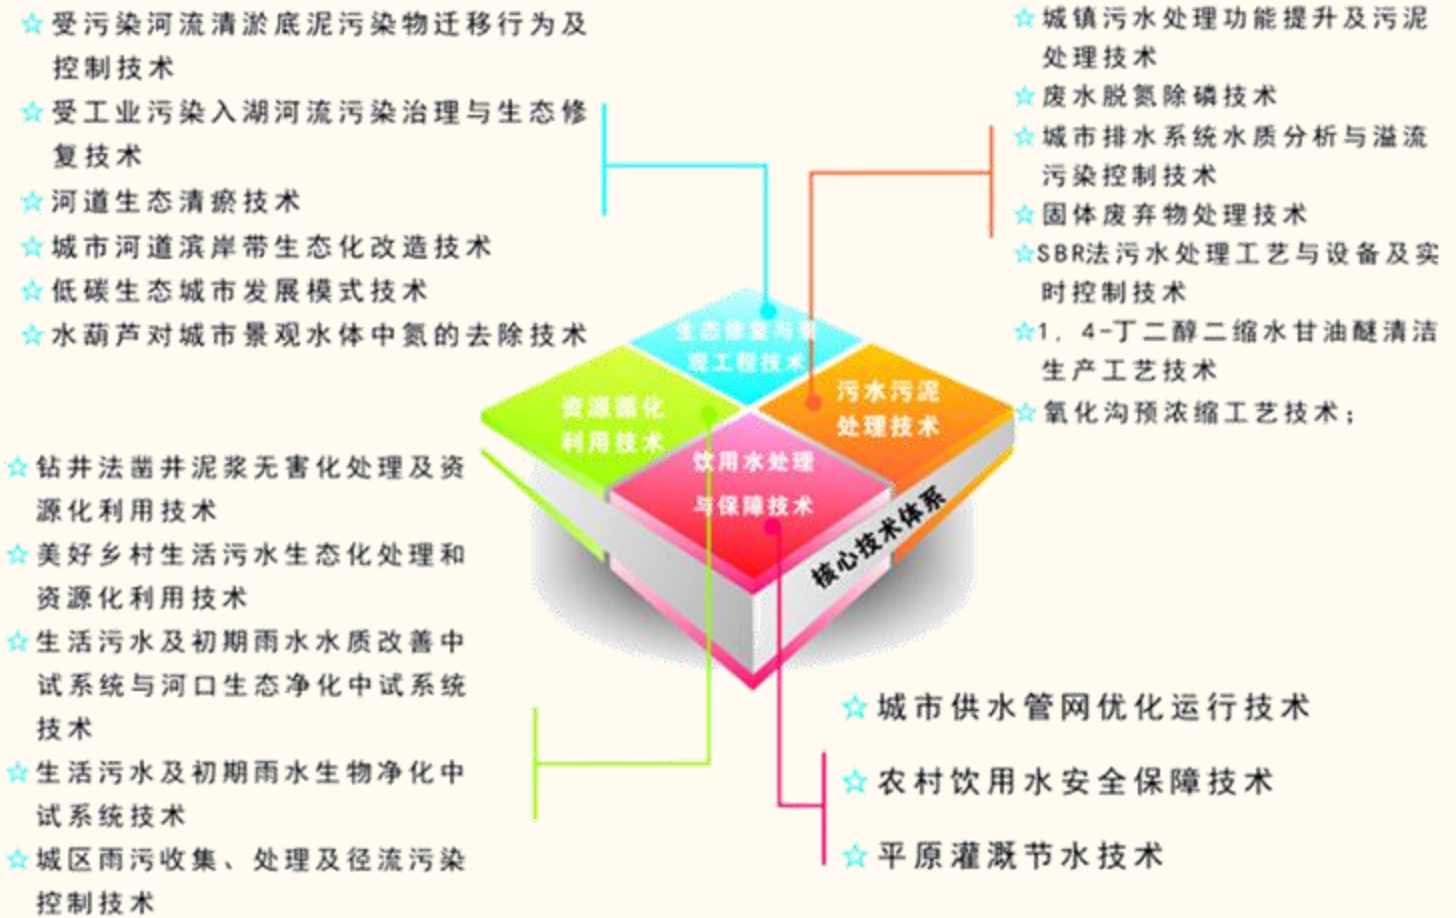 ☆受污染河流清淤底泥污染物迁移行为及
控制技术
☆受工业污染入湖河流污染治理与生态修
复技术
☆河道生态清瘀技术
☆城市河道滨岸带生态化改造技术
☆低碳生态城市发展模式技术
☆水葫芦对城市景观水体中氮的去除技术
☆城镇污水处理功能提升及污泥
处理技术
☆废水脱氮除磷技术
☆城市排水系统水质分析与溢流
污染控制技术
☆固体废弃物处理技术
☆SBR法污水处理工艺与设备及实
时控制技术
☆1，4-丁二醇二缩水甘油醚清洁
生产工艺技术
☆氧化沟预浓缩工艺技术；
生态修复与景
观工程技术
污水污泥
处理技术
资源循化
利用技术
饮用水处理
与保障技术
核心技术体系
☆钻井法凿井泥浆无害化处理及资
源化利用技术
☆美好乡村生活污水生态化处理和
资源化利用技术
☆生活污水及初期雨水水质改善中
试系统与河口生态净化中试系统
技术
☆生活污水及初期雨水生物净化中
试系统技术
☆城区雨污收集、处理及径流污染
控制技术
☆城市供水管网优化运行技术
☆农村饮用水安全保障技术
☆平原灌溉节水技术